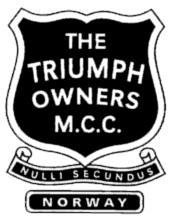 THE
TRIUMPH
OWNERS
M.C.C.
NULLI SECUNDUS
NORWAY